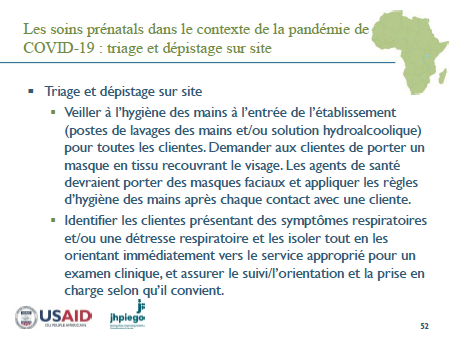 Les soins prénatals dans le contexte de la pandémie de
COVID-19 : triage et dépistage sur site
▪ Triage et dépistage sur site
▪ Veiller à l'hygiène des mains à l'entrée de l'établissement
(postes de lavages des mains et/ou solution hydroalcoolique)
pour toutes les clientes. Demander aux clientes de porter un
masque en tissu recouvrant le visage. Les agents de santé
devraient porter des masques faciaux et appliquer les règles
d'hygiène des mains après chaque contact avec une cliente.
▪ Identifier les clientes présentant des symptômes respiratoires
et/ou une détresse respiratoire et les isoler tout en les
orientant immédiatement vers le service approprié pour un
examen clinique, et assurer le suivi/l'orientation et la prise en
charge selon qu'il convient.
USAID
jhpiego
52